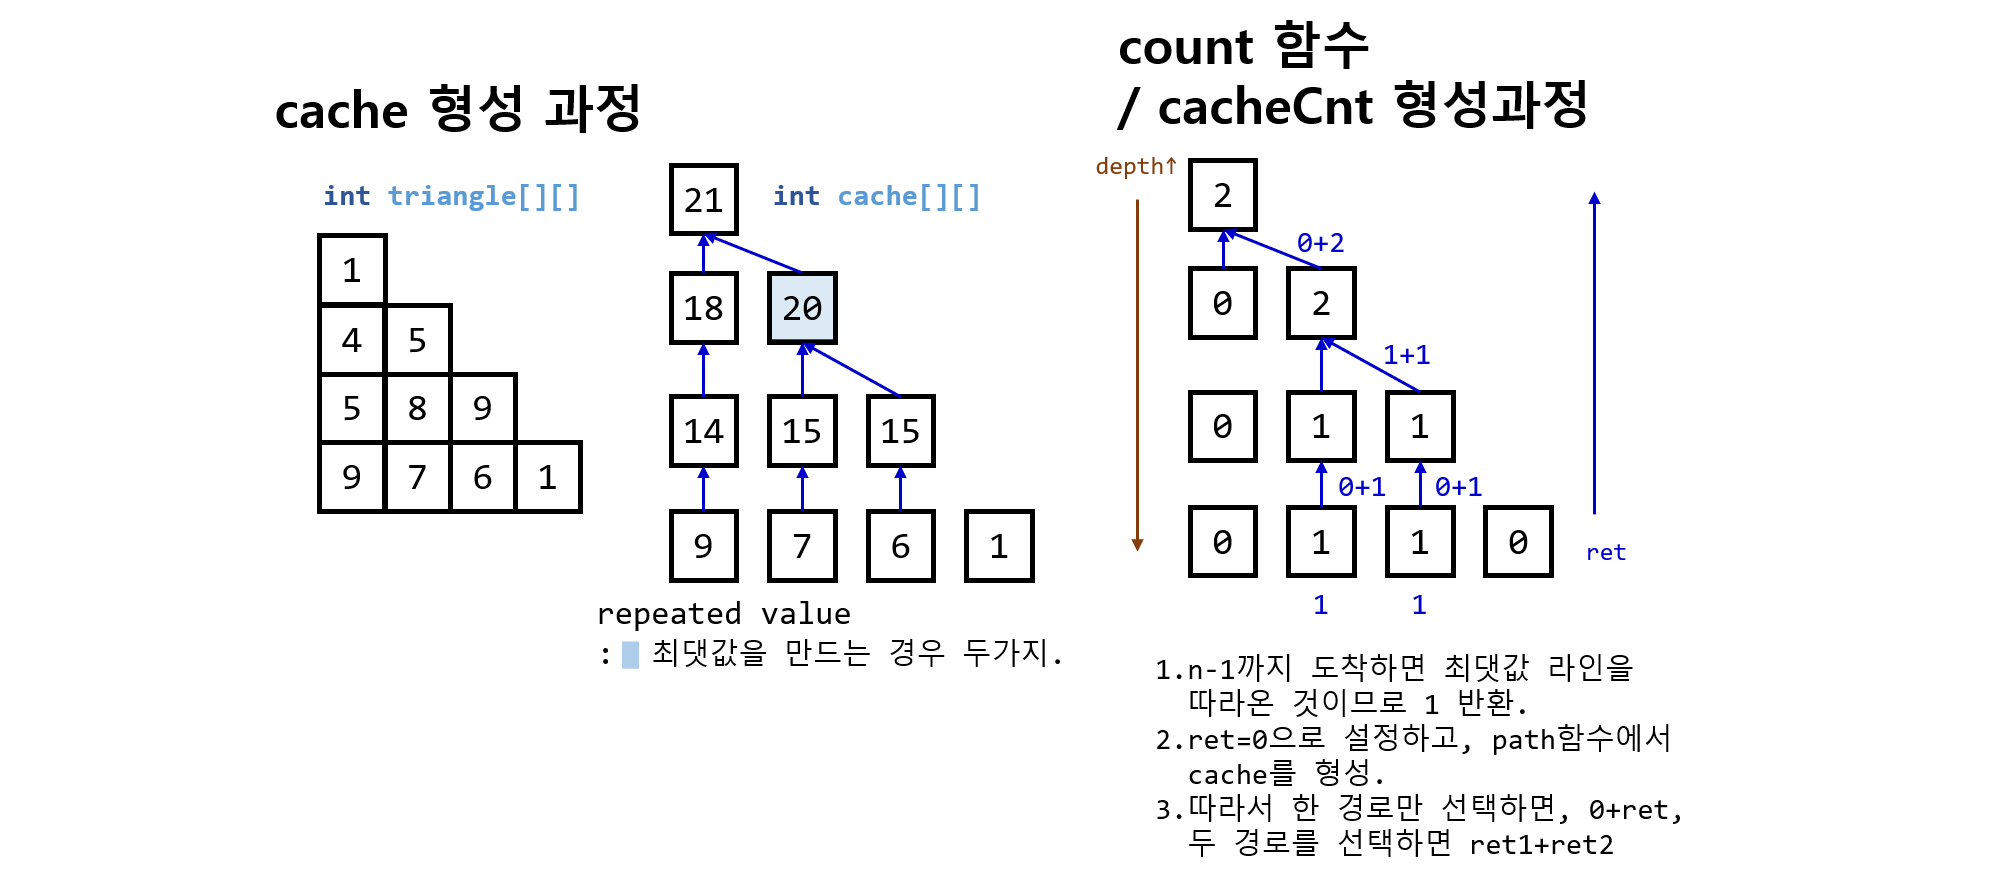 cache 형성 과정
int triangle[][]
1
4 5
5 8 9
9 7 6 1
int cache[][]
21
18 20
14 15 15
9 7 6 1
repeated value
: 최댓값을 만드는 경우 두가지.
count 함수
/ cacheCnt 형성과정
depth↑
2
0+2
0 2
1+1
0 1 1
0+1 0+1
0 1 1 0
ret
1 1
1.n-1까지 도착하면 최댓값 라인을
따라온 것이므로 1 반환.
2.ret=0으로 설정하고, path함수에서
cache를 형성.
3.따라서 한 경로만 선택하면, 0+ret,
두 경로를 선택하면 ret1+ret2